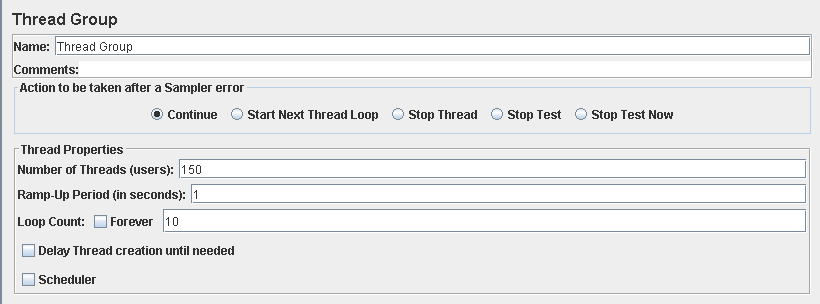 Thread Group
Name: Thread Group
Comments:
Action to be taken after a Sampler error
Continue Start Next Thread Loop Stop Thread Stop Test Stop Test Now
Thread Properties
Number of Threads (users): 150
Ramp-Up Period (in seconds): 1
Loop Count: Forever 10
Delay Thread creation until needed
Scheduler